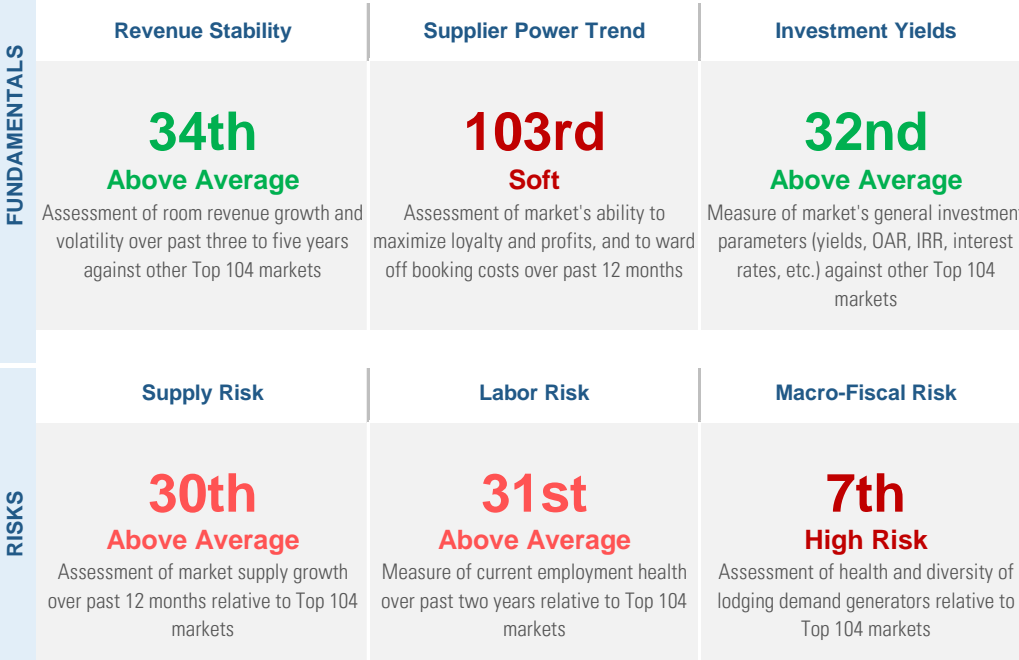 FUNDAMENTALS
Revenue Stability
34th
Above Average
Assessment of room revenue growth and
volatility over past three to five years
against other Top 104 markets
Supplier Power Trend
103rd
Soft
Assessment of market's ability to
maximize loyalty and profits, and to ward
off booking costs over past 12 months
Investment Yields
32nd
Above Average
Measure of market's general investment
parameters (yields, OAR, IRR, interest
rates, etc.) against other Top 104
markets
RISKS
Supply Risk
30th
Above Average
Assessment of market supply growth
over past 12 months relative to Top 104
markets
Labor Risk
31st
Above Average
Measure of current employment health
over past two years relative to Top 104
markets
Macro-Fiscal Risk
7th
High Risk
Assessment of health and diversity of
lodging demand generators relative to
Top 104 markets